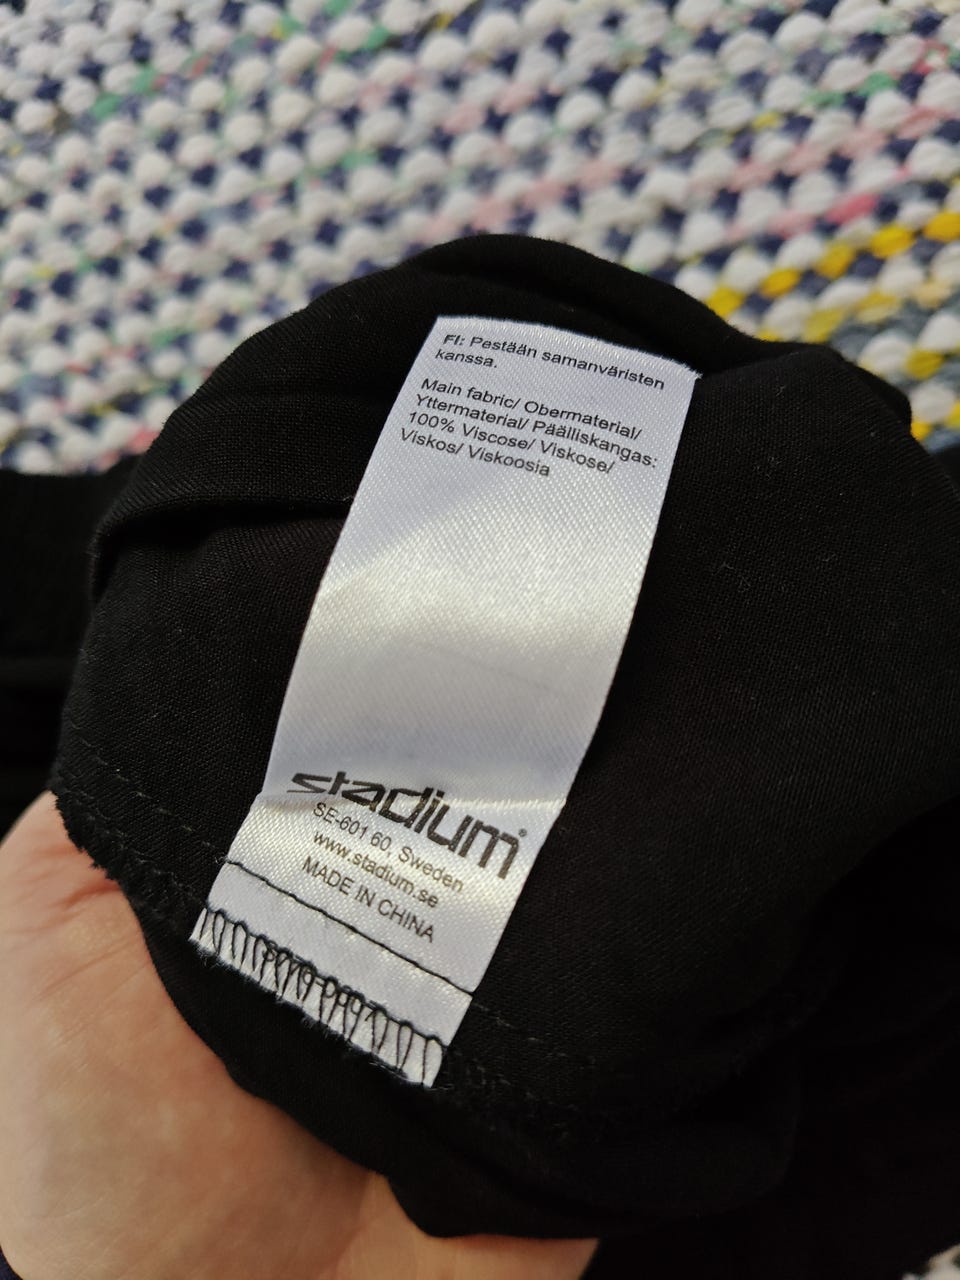 FI: Pestään samanväristen
kanssa.
Main fabric/ Obermaterial/
Yttermaterial/ Päälliskangas:
100% Viscose/ Viskose/
Viskos/ Viskoosia
stadium
SE-601 60, Sweden
www.stadium.se
MADE IN CHINA